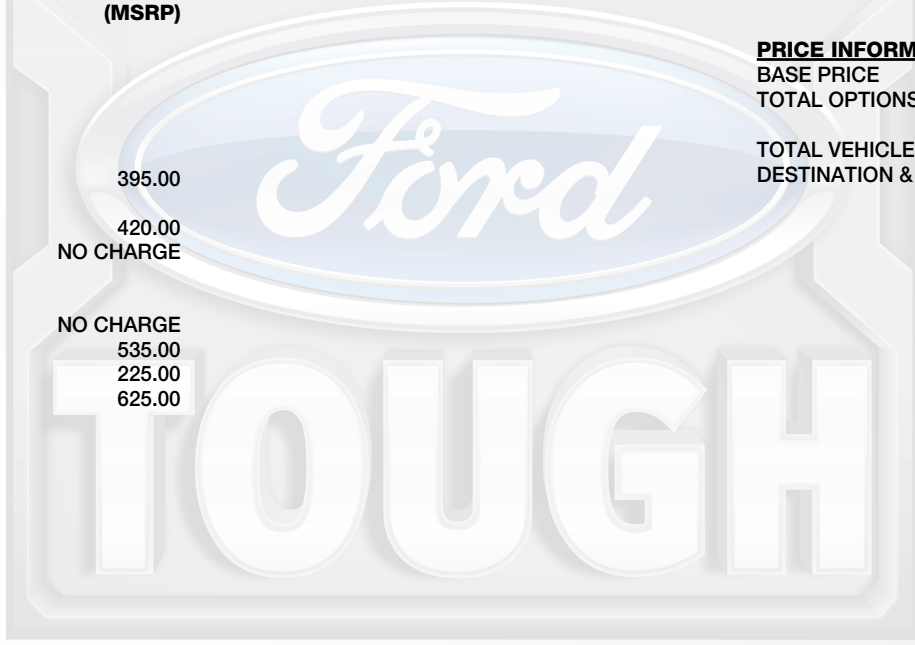 (MSRP)
PRICE INFORM
BASE PRICE
TOTAL OPTIONS
TOTAL VEHICLE
DESTINATION &
395.00
420.00
NO CHARGE
NO CHARGE
535.00
225.00
625.00
Ford
TOUGH